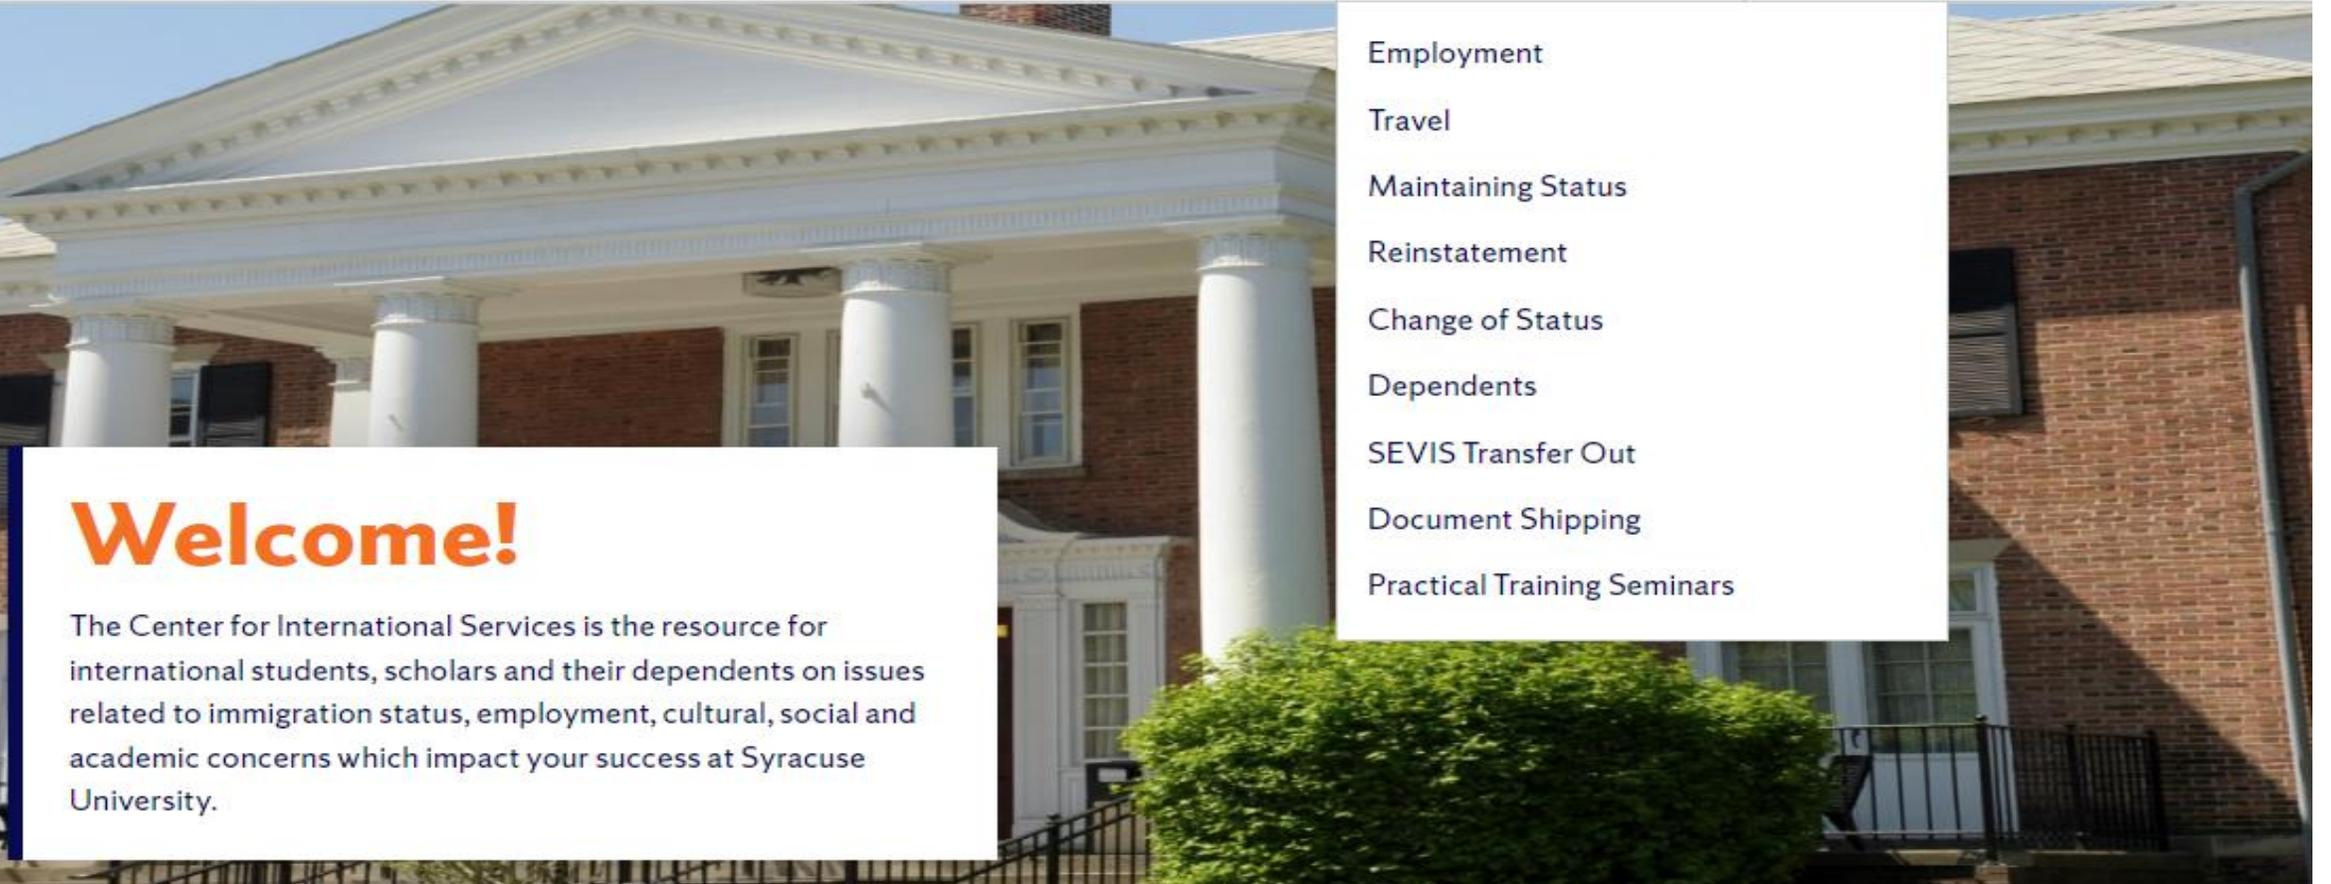 Employment
Travel
Maintaining Status
Reinstatement
Change of Status
Dependents
SEVIS Transfer Out
Document Shipping
Practical Training Seminars
Welcome!
The Center for International Services is the resource for
international students, scholars and their dependents on issues
related to immigration status, employment, cultural, social and
academic concerns which impact your success at Syracuse
University.